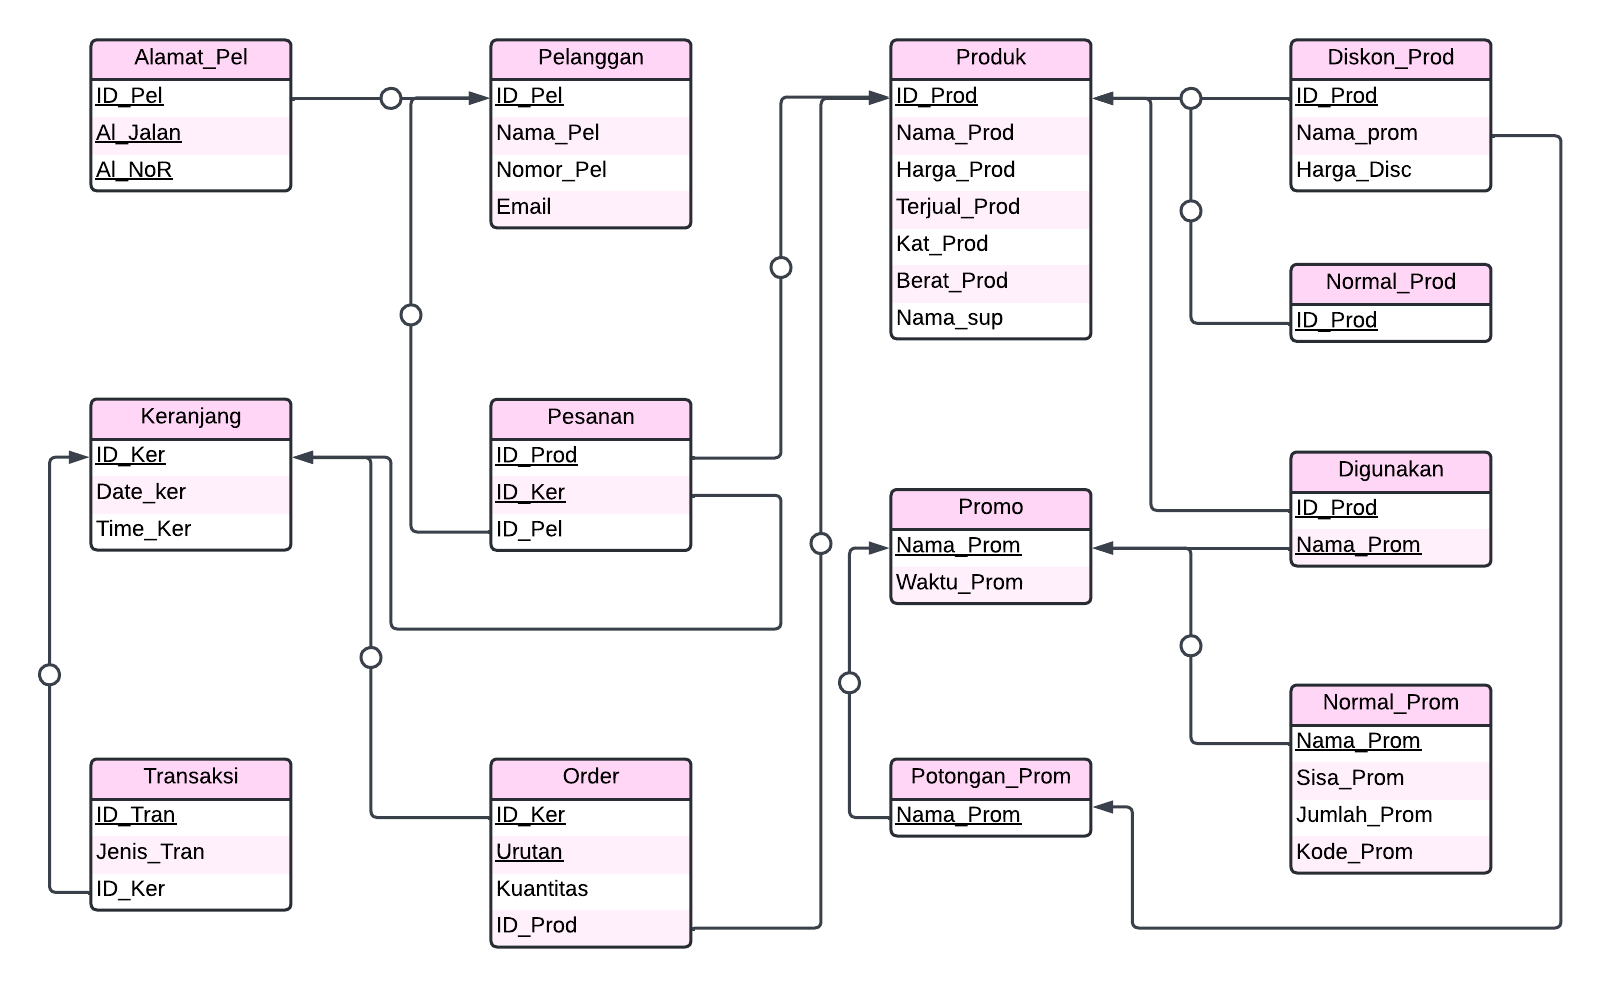 Alamat_Pel
ID_Pel
Al_Jalan
Al_NoR
Pelanggan
ID_Pel
Nama_Pel
Nomor_Pel
Email
Produk
ID_Prod
Nama_Prod
Harga_Prod
Terjual_Prod
Kat_Prod
Berat_Prod
Nama_sup
Diskon_Prod
ID_Prod
Nama_prom
Harga_Disc
Normal_Prod
ID_Prod
Keranjang
ID_Ker
Date_ker
Time_Ker
Pesanan
ID_Prod
ID_Ker
ID_Pel
Promo
Nama_Prom
Waktu_Prom
Digunakan
ID_Prod
Nama_Prom
Transaksi
ID_Tran
Jenis_Tran
ID_Ker
Order
ID_Ker
Urutan
Kuantitas
ID_Prod
Potongan_Prom
Nama_Prom
Normal_Prom
Nama_Prom
Sisa_Prom
Jumlah_Prom
Kode_Prom